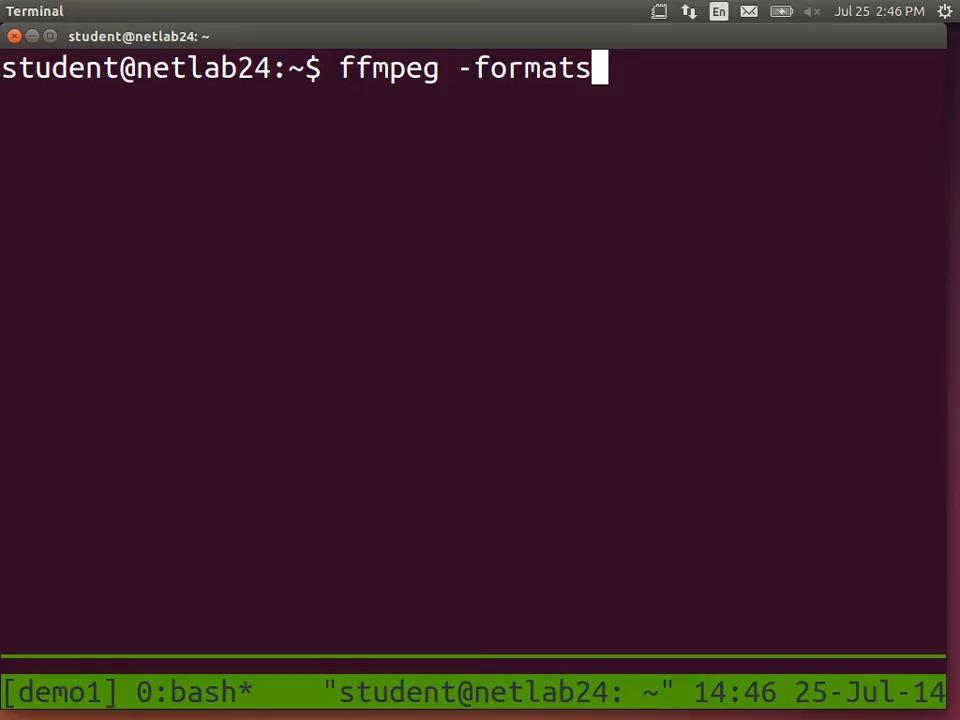 Terminal
En
Jul 25 2:46 PM
student@netlab24: ~
student@netlab24:~$ ffmpeg -formats
[demo1] 0:bash* "student@netlab24: ~" 14:46 25-Jul-14